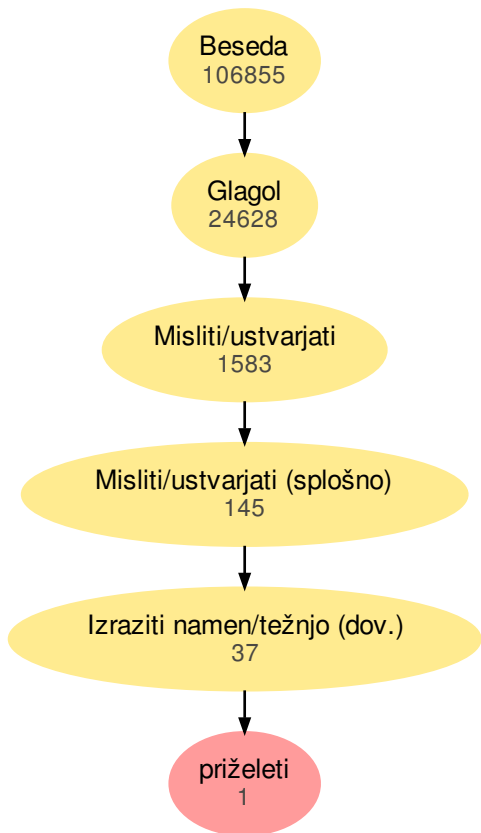 Beseda
106855
Glagol
24628
Misliti/ustvarjati
1583
Misliti/ustvarjati (splošno)
145
Izraziti namen/težnjo (dov.)
37
priželeti
1